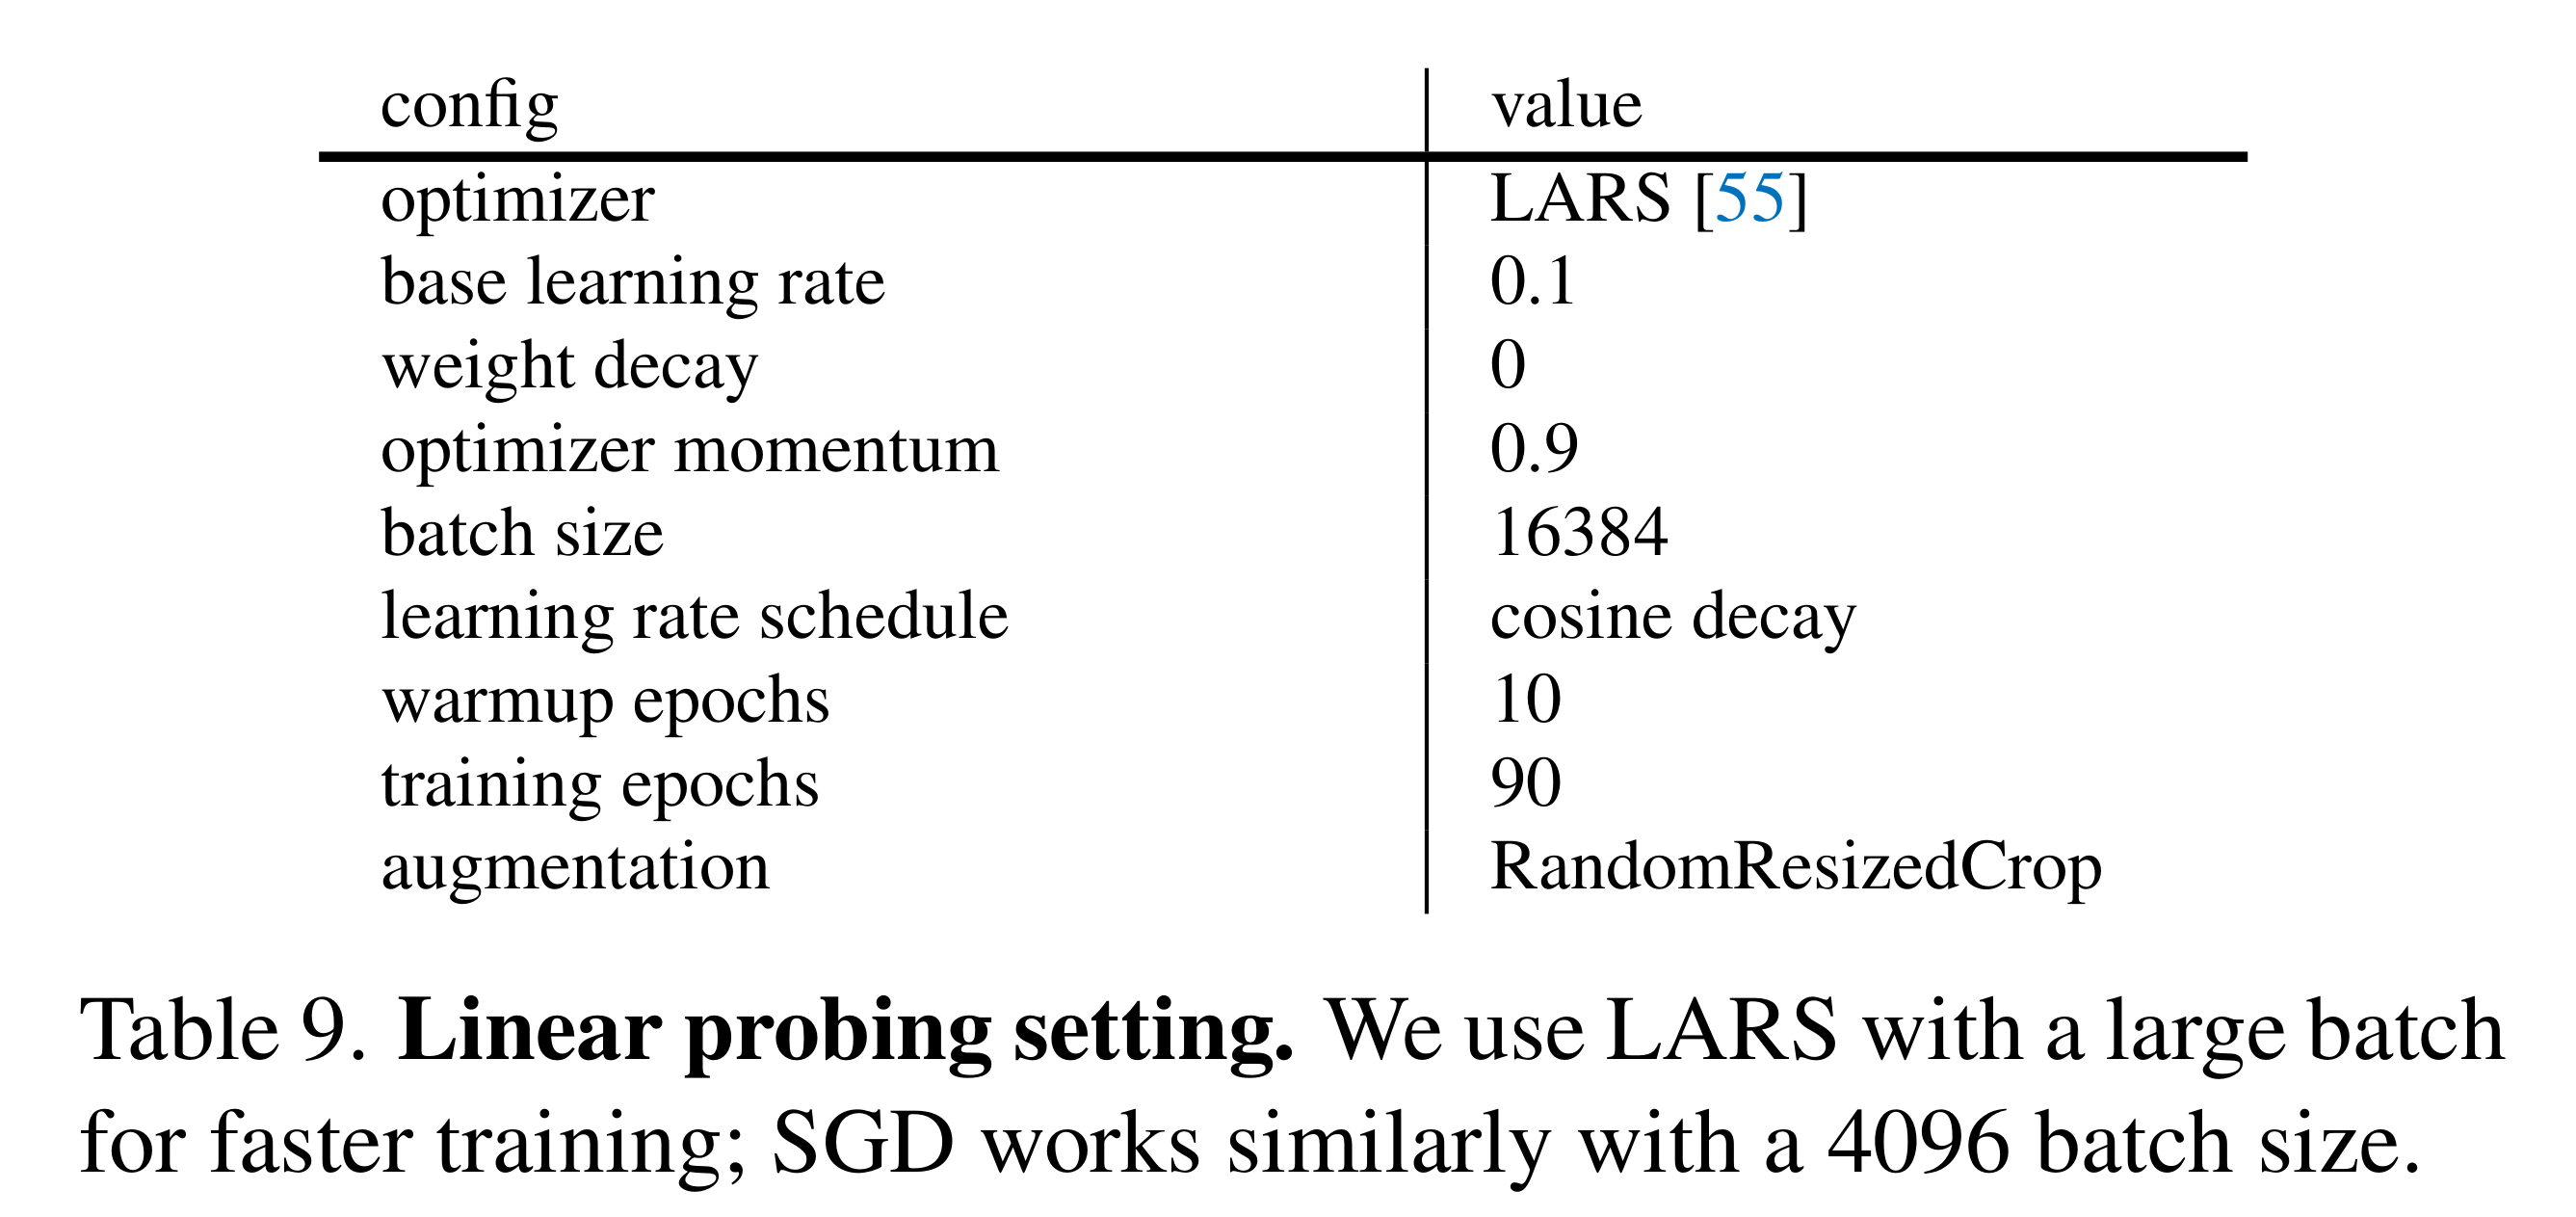 config value
optimizer LARS [55]
base learning rate 0.1
weight decay 0
optimizer momentum 0.9
batch size 16384
learning rate schedule cosine decay
warmup epochs 10
training epochs 90
augmentation RandomResizedCrop
Table 9. Linear probing setting. We use LARS with a large batch
for faster training; SGD works similarly with a 4096 batch size.